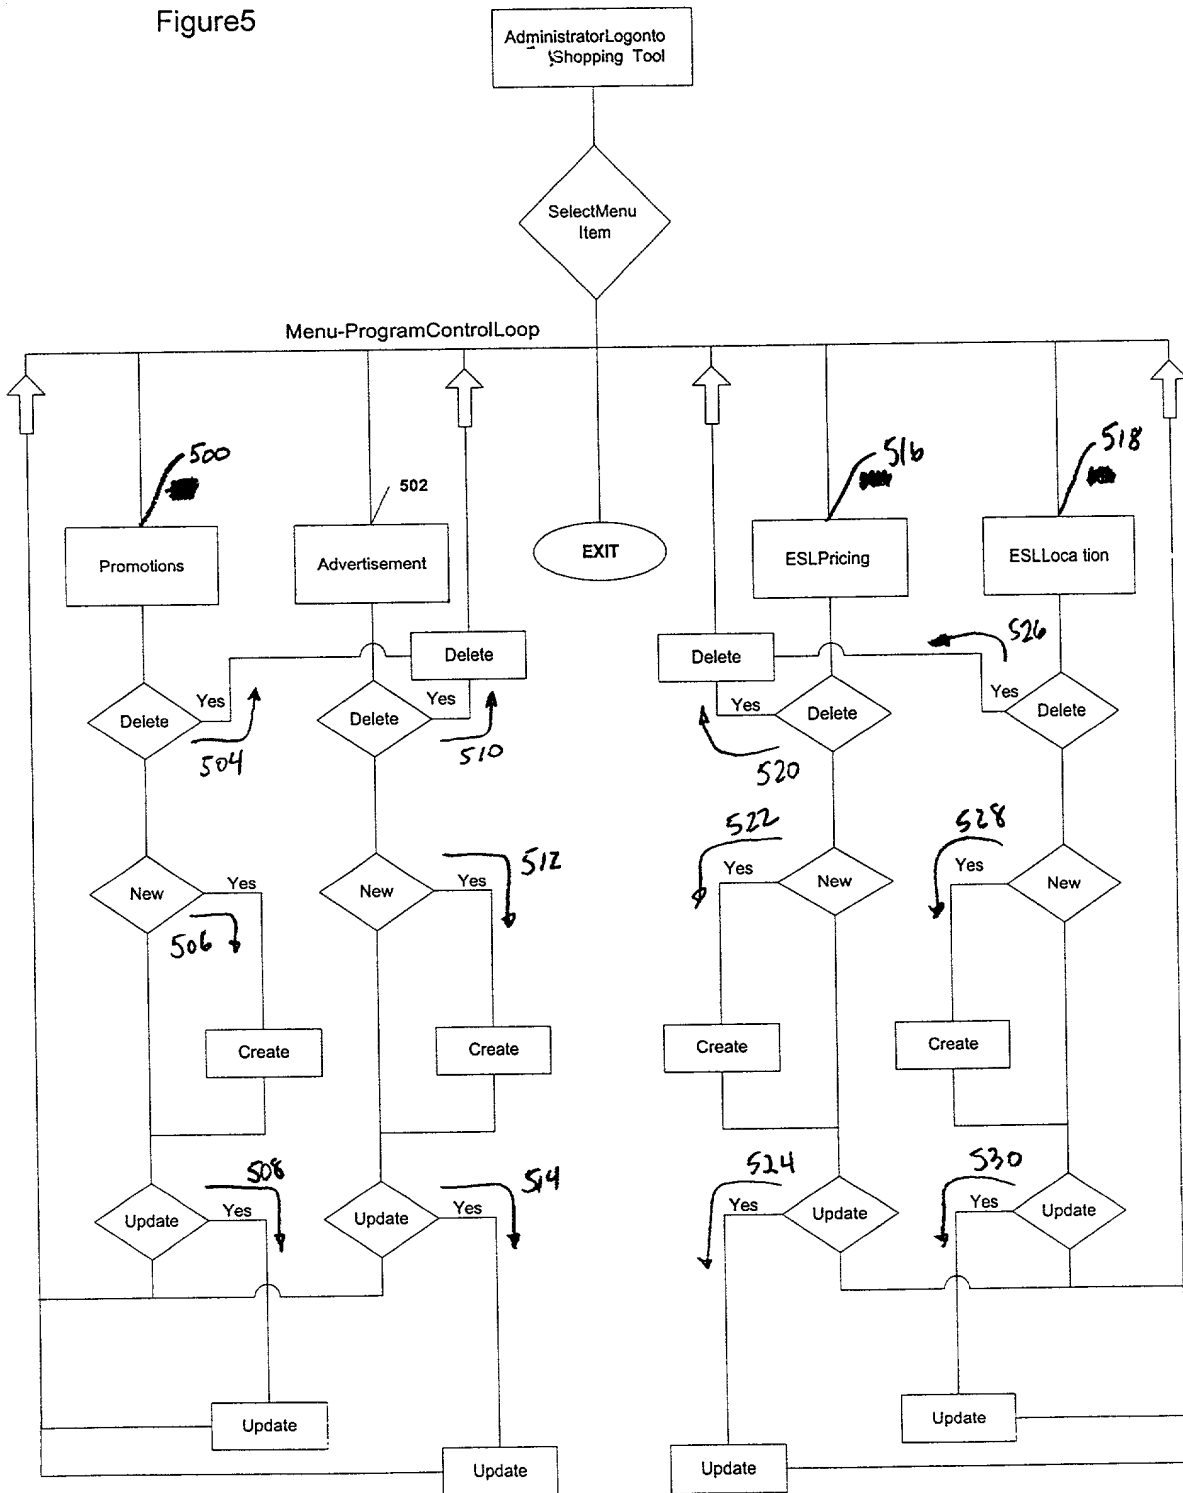 Figure5
AdministratorLogonto
Shopping Tool
SelectMenu
Item
Menu-ProgramControlLoop
500
502
516
518
Promotions
Advertisement
EXIT
ESLPricing
ESLLoca tion
526
Delete
Delete
Yes
Yes
Yes
Yes
Delete
Delete
Delete
Delete
504
510
520
522
528
512
Yes
Yes
Yes
Yes
New
New
New
New
506
Create
Create
Create
Create
508
514
524
530
Yes
Yes
Yes
Yes
Update
Update
Update
Update
Update
Update
Update
Update